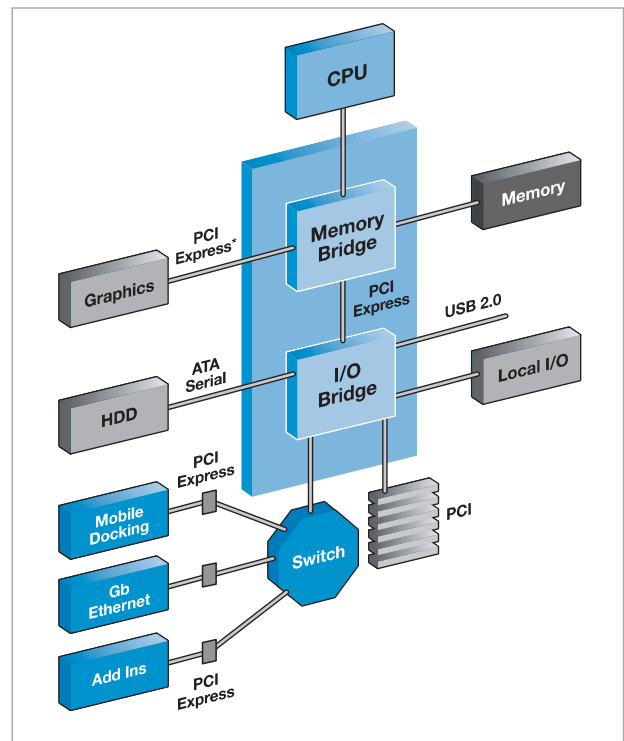 CPU
Memory
Memory
Bridge
PCI
Express*
Graphics
PCI
Express
USB 2.0
ATA
Serial
I/O
Bridge
Local I/O
HDD
PCI
Express
Mobile
Docking
PCI
Switch
Gb
Ethernet
Add Ins
PCI
Express